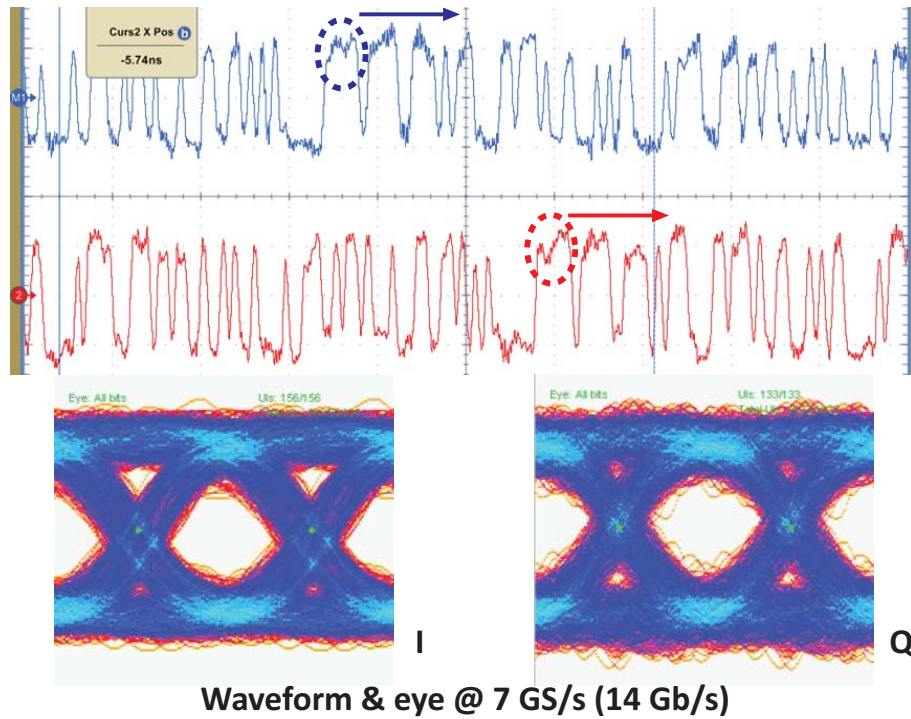 Curs2 X Pos b
-5.74ns
M1
2
Eye: All bits
UIs: 156/156
Eye: All bits
UIs: 133/133
I
Q
Waveform & eye @ 7 GS/s (14 Gb/s)